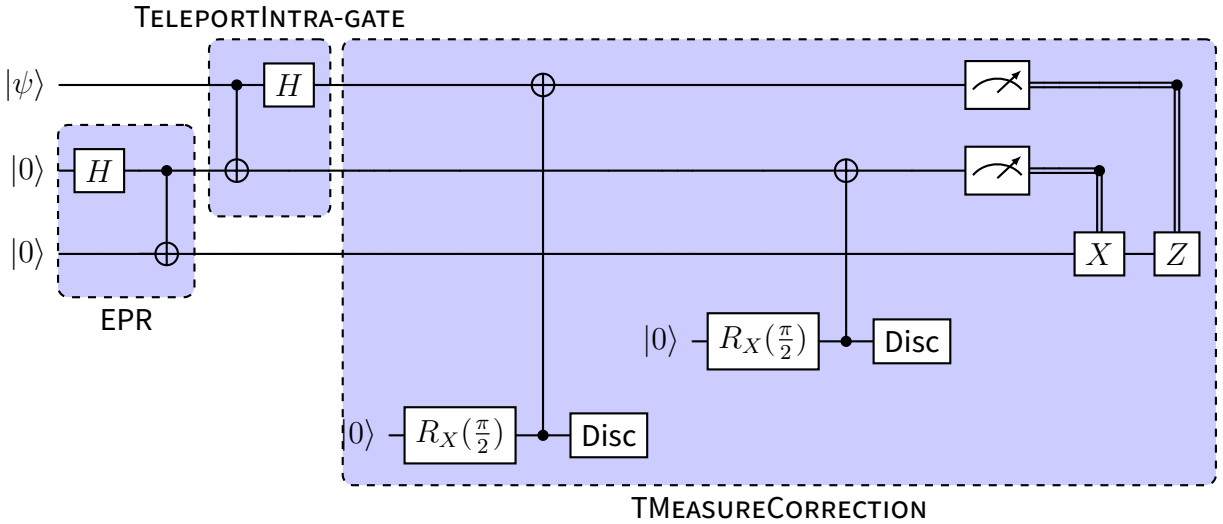 TELEPORTINTRA-GATE
|ψ⟩ H
|0⟩ H
|0⟩ X Z
EPR
|0⟩ R_X(π/2) Disc
0⟩ R_X(π/2) Disc
TMEASURECORRECTION